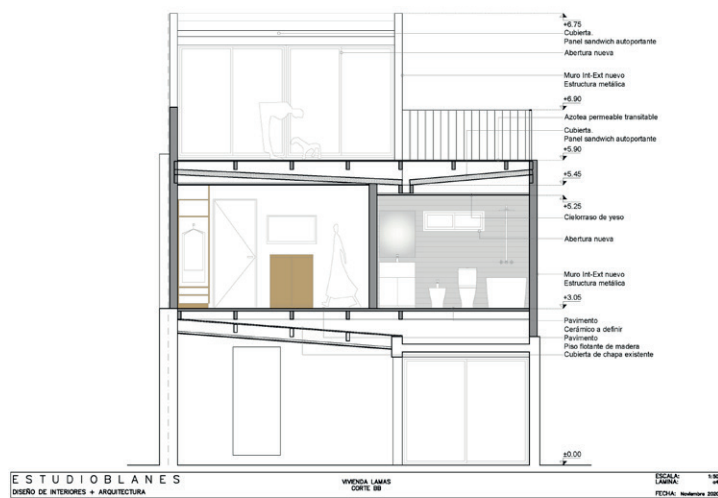 +6.75
Cubierta.
Panel sandwich autoportante
Abertura nueva
Muro Int-Ext nuevo
Estructura metálica
+6.90
Azotea permeable transitable
Cubierta.
Panel sandwich autoportante
+5.90
+5.45
+5.25
Cielorraso de yeso
Abertura nueva
Muro Int-Ext nuevo
Estructura metálica
+3.05
Pavimento
Cerámico a definir
Pavimento
Piso flotante de madera
Cubierta de chapa existente
±0.00
ESTUDIOBLANES
DISEÑO DE INTERIORES + ARQUITECTURA
VIVIENDA LAMAS
CORTE BB
ESCALA:
LAMINA:
FECHA: Noviembre